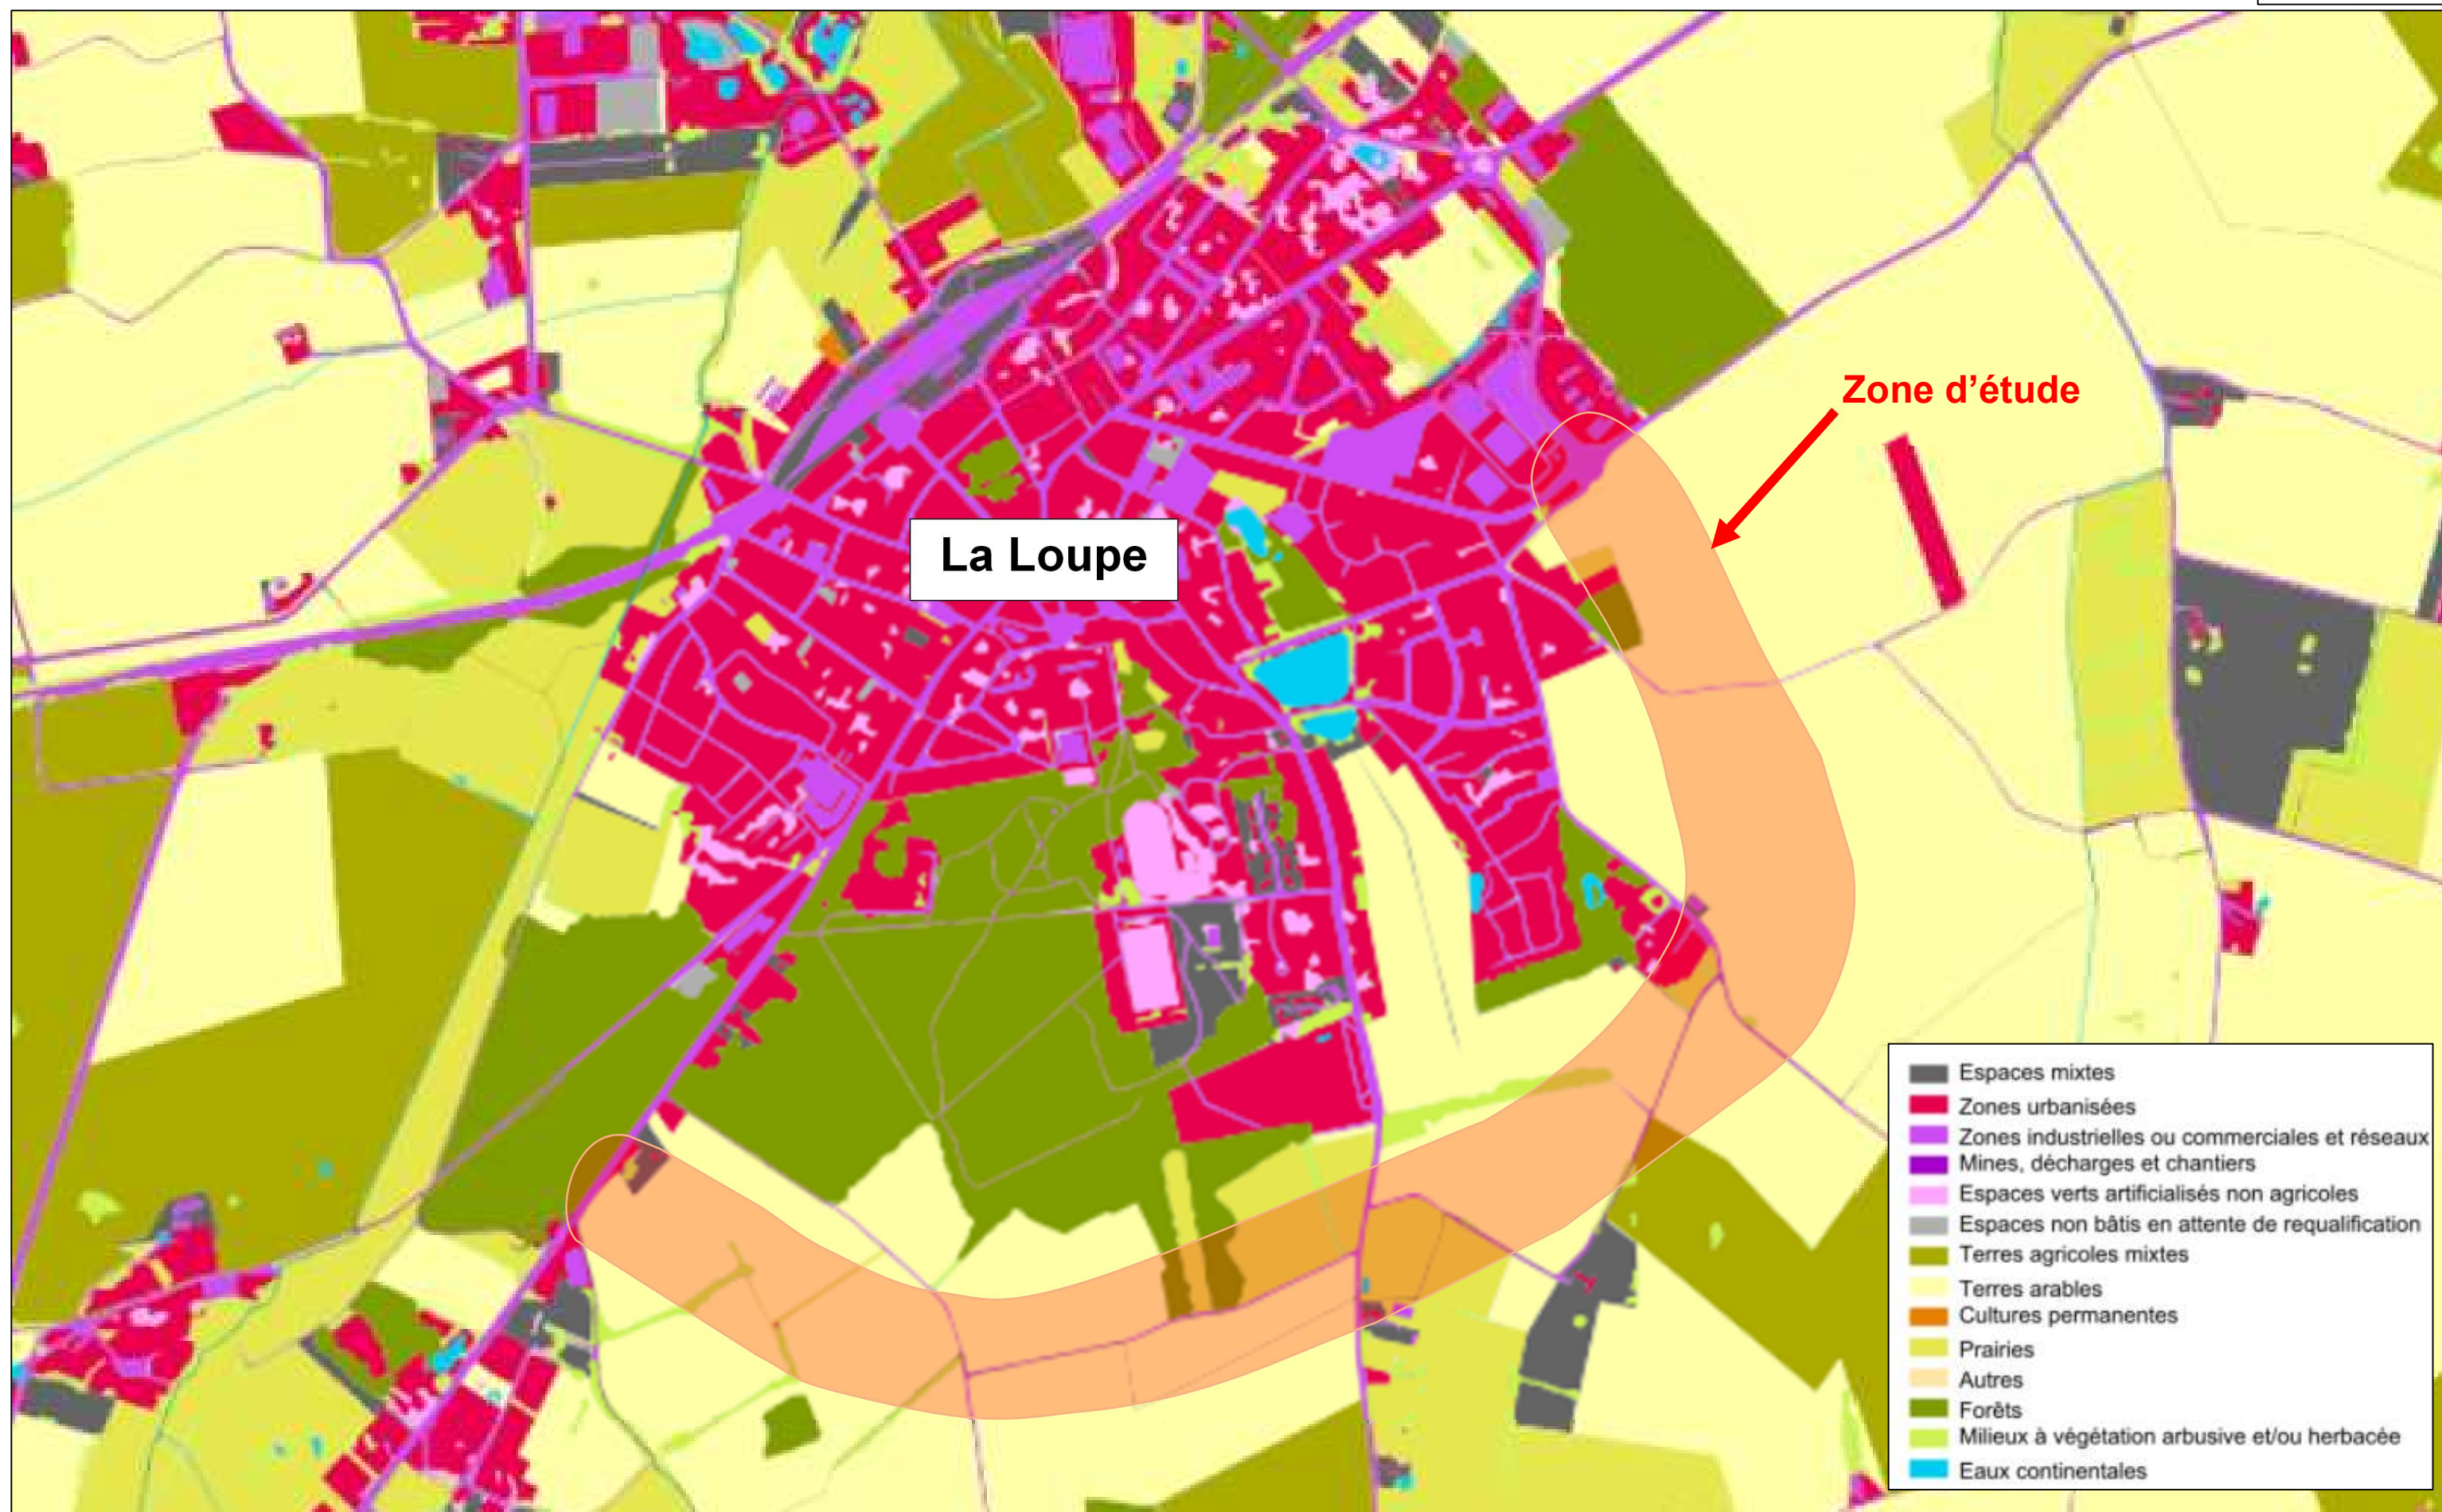 Zone d’étude
La Loupe
Espaces mixtes
Zones urbanisées
Zones industrielles ou commerciales et réseaux
Mines, décharges et chantiers
Espaces verts artificialisés non agricoles
Espaces non bâtis en attente de requalification
Terres agricoles mixtes
Terres arables
Cultures permanentes
Prairies
Autres
Forêts
Milieux à végétation arbusive et/ou herbacée
Eaux continentales